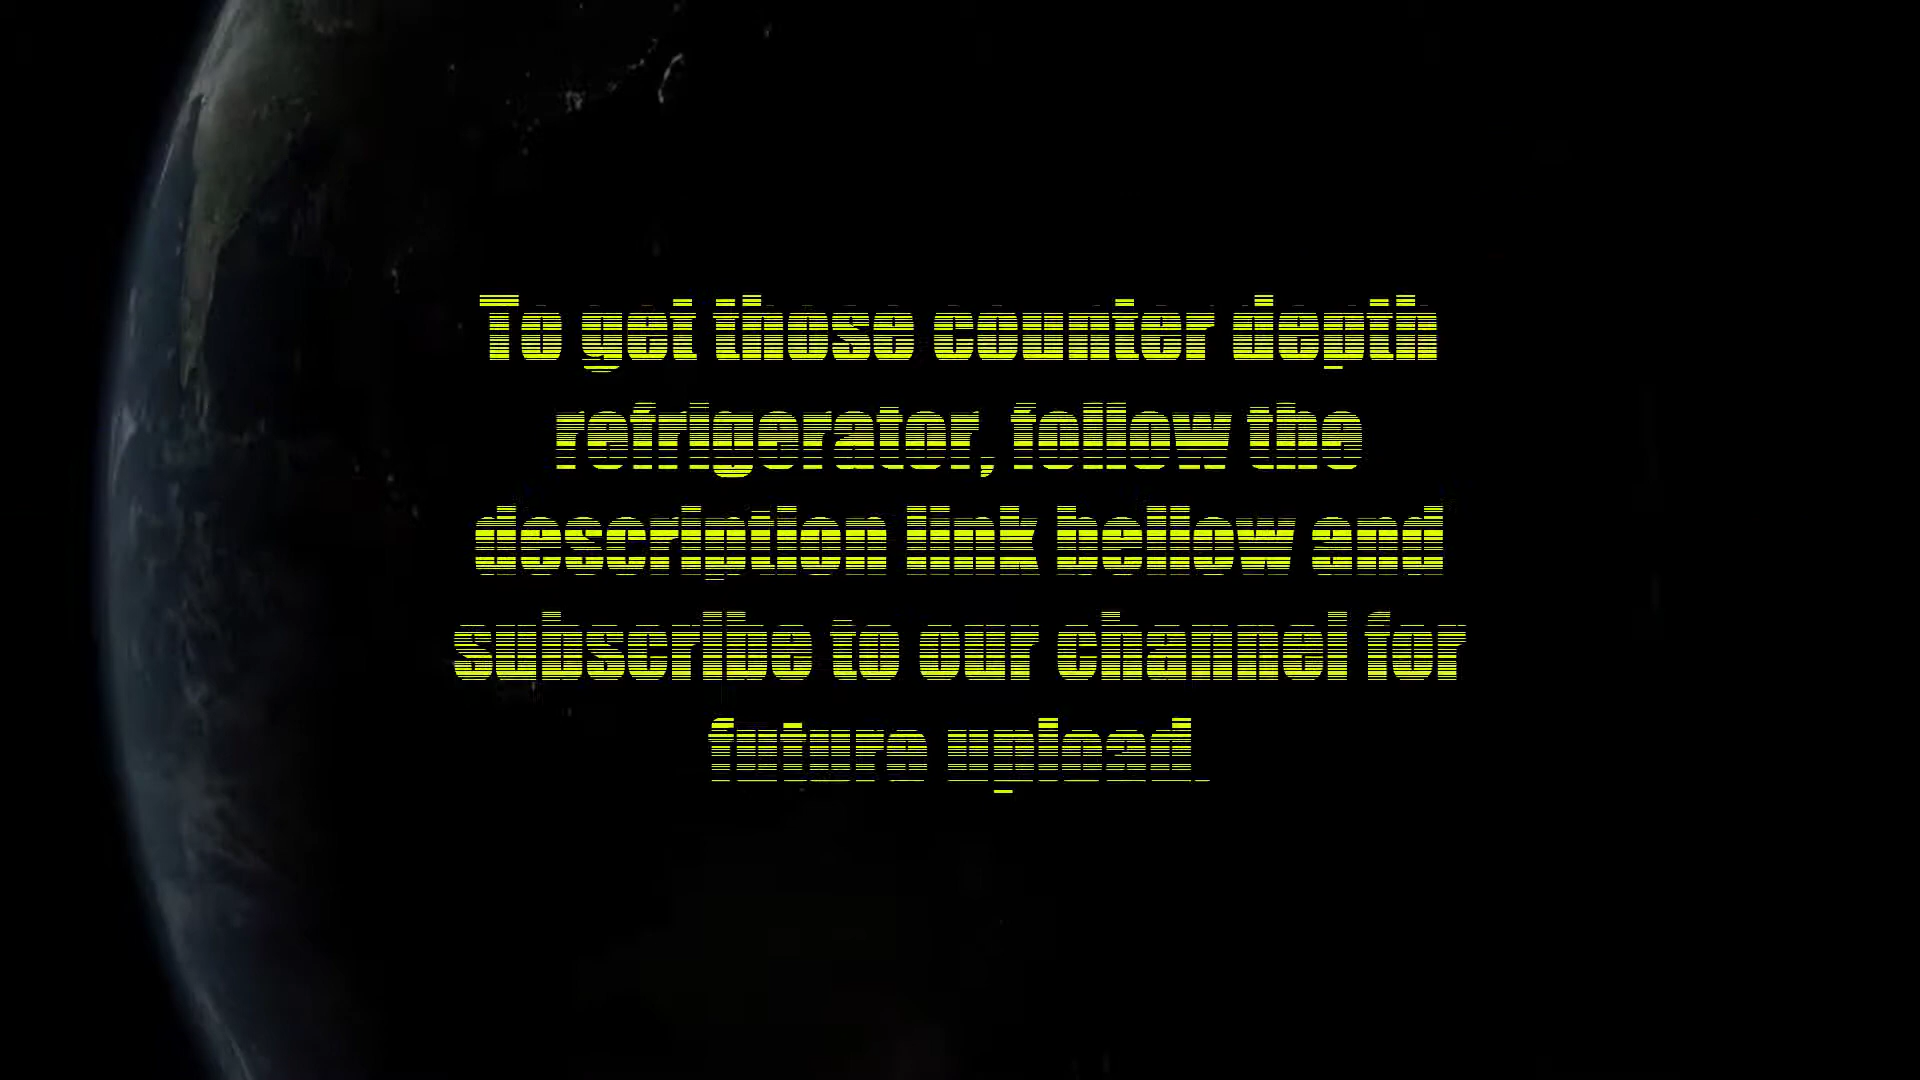 To get those counter depth
refrigerator, follow the
description link bellow and
subscribe to our channel for
future upload.